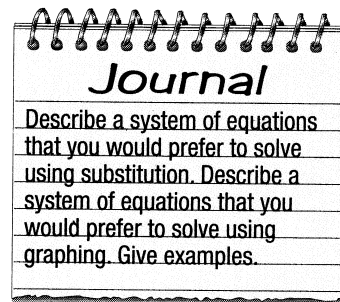 Journal
Describe a system of equations
that you would prefer to solve
using substitution. Describe a
system of equations that you
would prefer to solve using
graphing. Give examples.